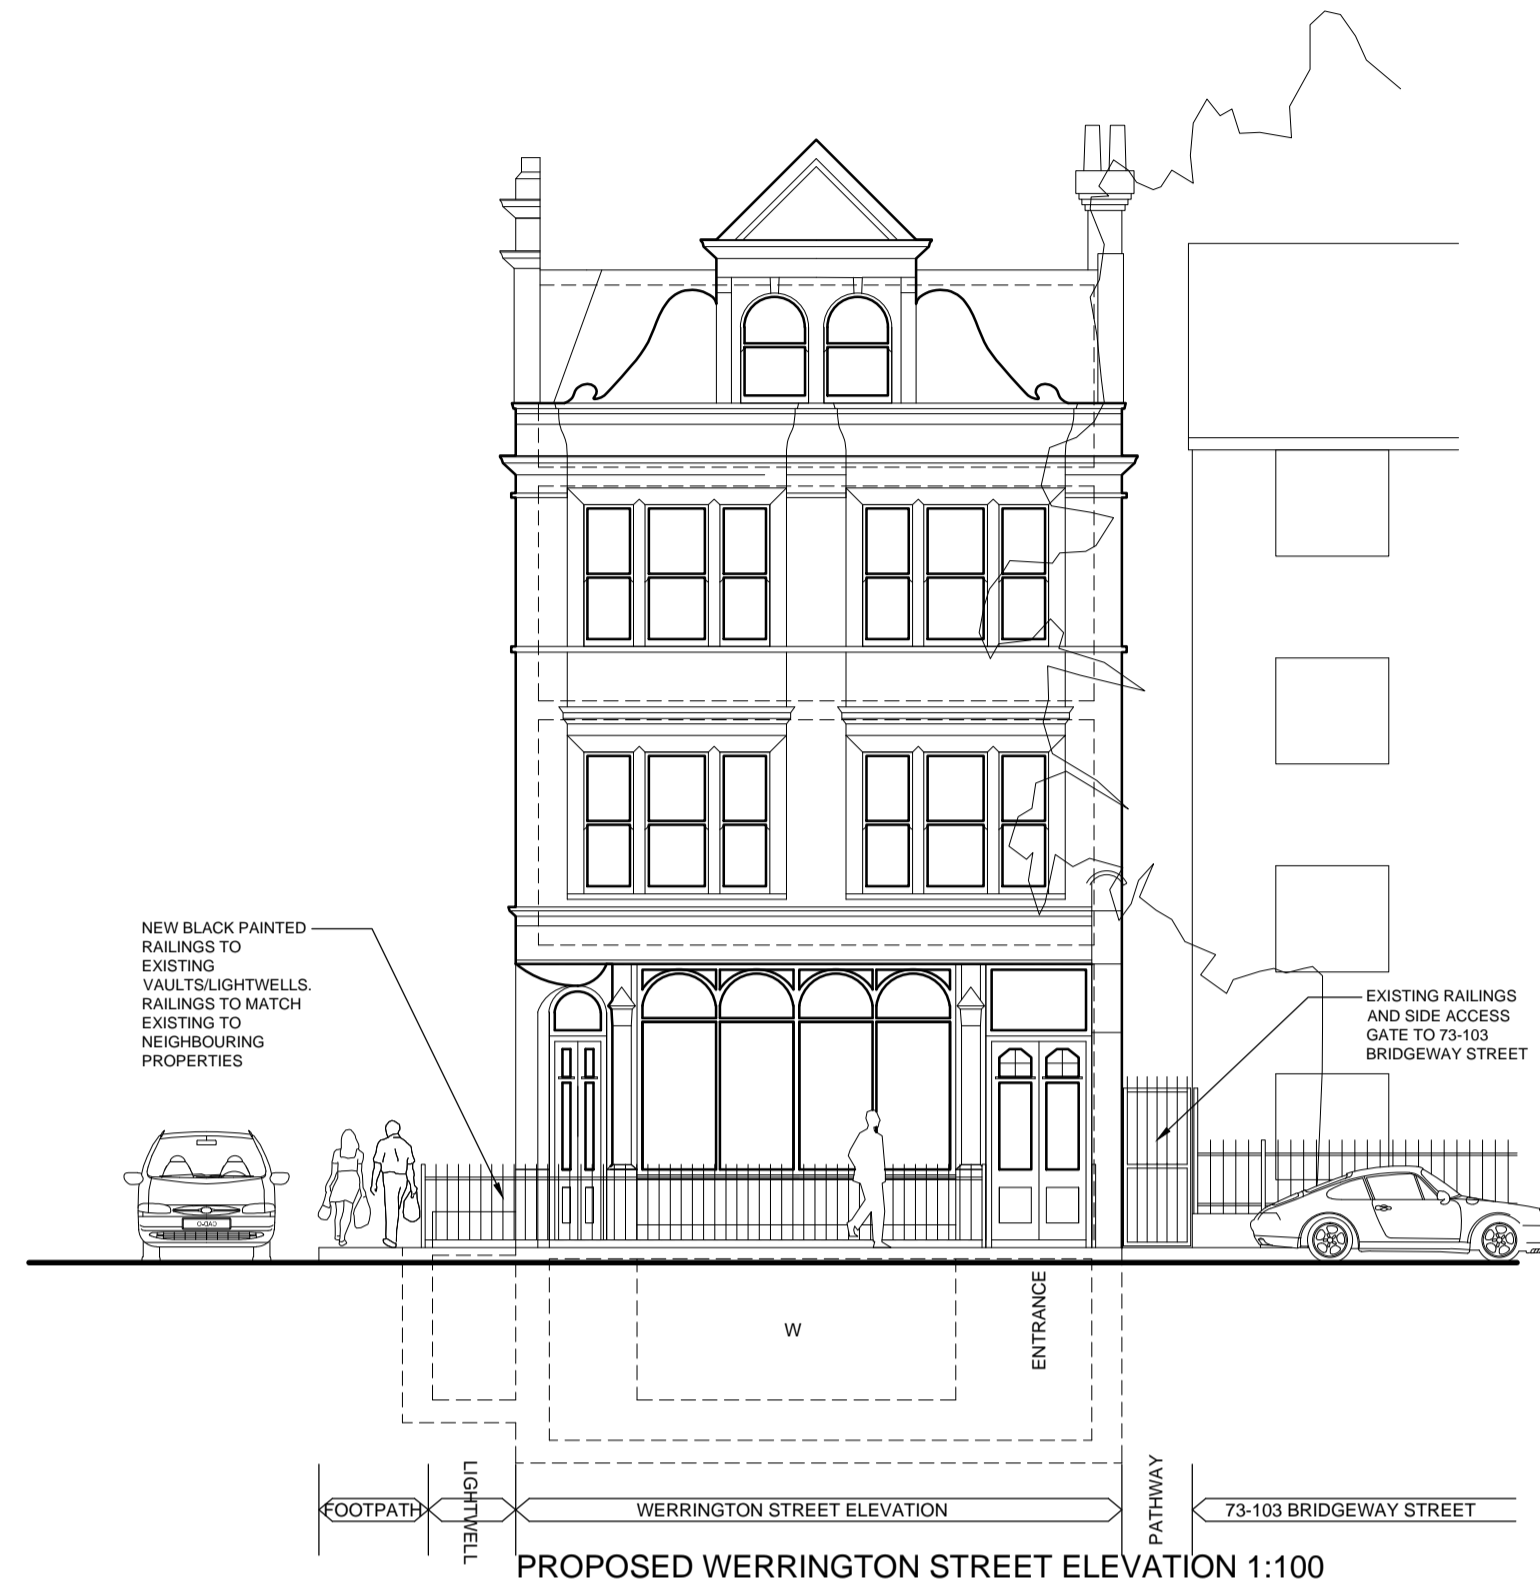 NEW BLACK PAINTED
RAILINGS TO
EXISTING
VAULTS/LIGHTWELLS.
RAILINGS TO MATCH
EXISTING TO
NEIGHBOURING
PROPERTIES
EXISTING RAILINGS
AND SIDE ACCESS
GATE TO 73-103
BRIDGEWAY STREET
W
ENTRANCE
FOOTPATH
LIGHTWELL
WERRINGTON STREET ELEVATION
PATHWAY
73-103 BRIDGEWAY STREET
PROPOSED WERRINGTON STREET ELEVATION 1:100